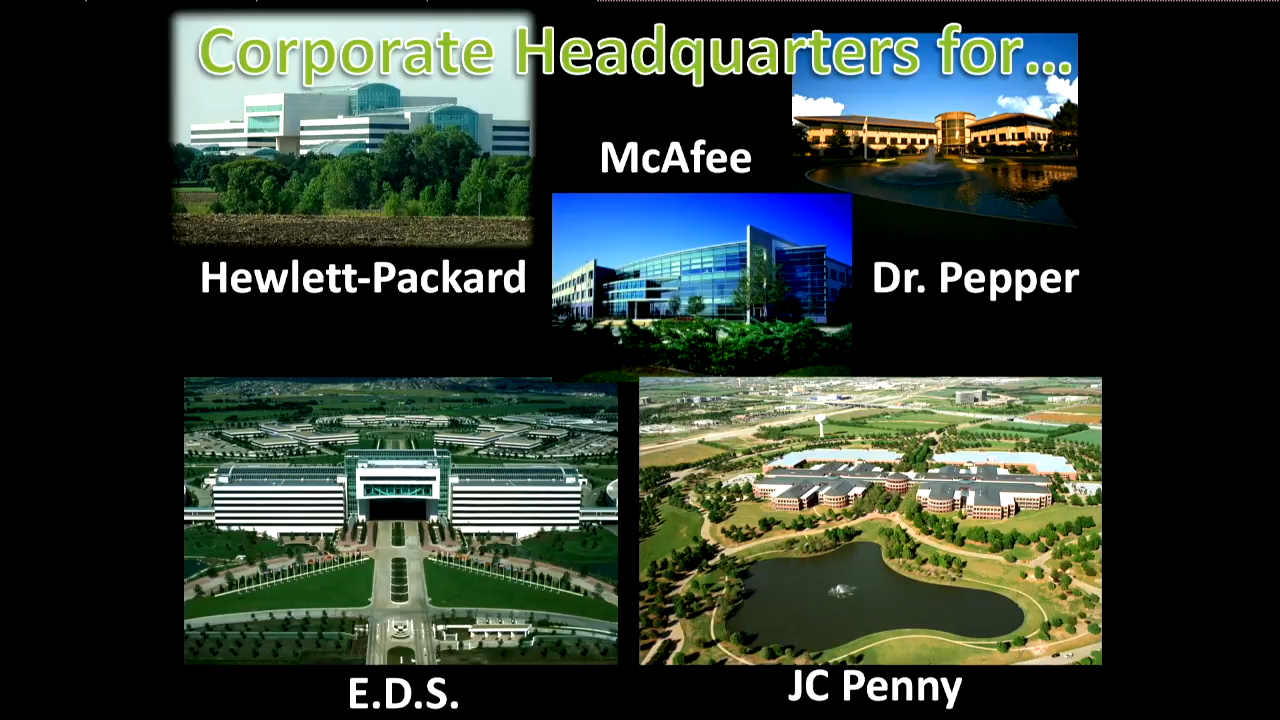 Corporate Headquarters for...
McAfee
Hewlett-Packard
Dr. Pepper
E.D.S.
JC Penny